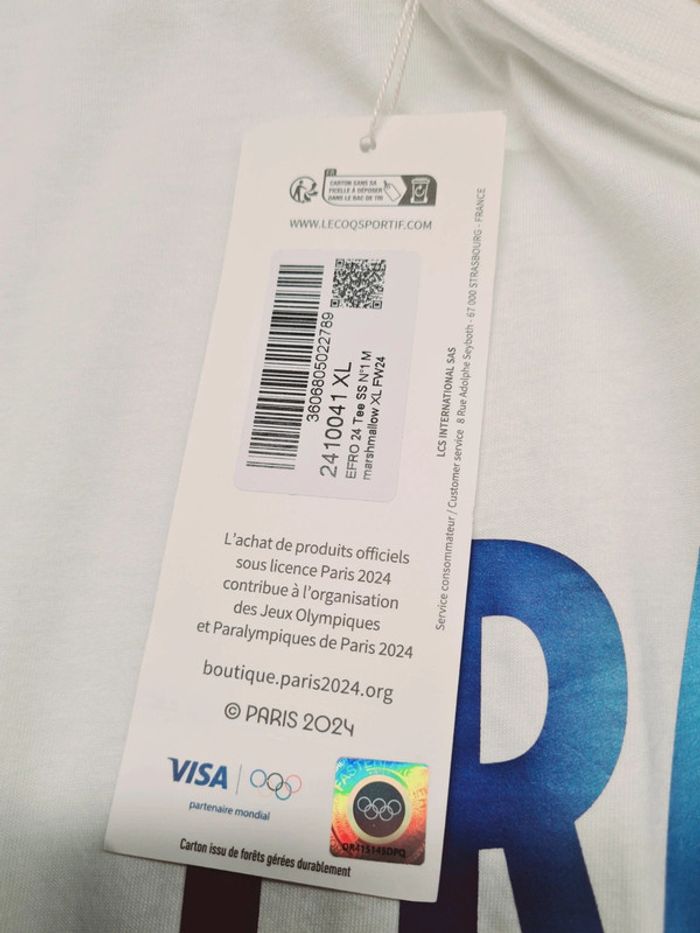 FR
CARTON SANS SA
FICELLE À DÉPOSER
DANS LE BAC DE TRI
WWW.LECOQSPORTIF.COM
3606805022789
2410041 XL
EFRO 24 Tee SS N°1 M
marshmallow XL FW24
LCS INTERNATIONAL SAS
Service consommateur / Customer service 8 Rue Adolphe Seyboth - 67 000 STRASBOURG - FRANCE
L'achat de produits officiels
sous licence Paris 2024
contribue à l'organisation
des Jeux Olympiques
et Paralympiques de Paris 2024
boutique.paris2024.org
© PARIS 2024
VISA
partenaire mondial
Carton issu de forêts gérées durablement
R